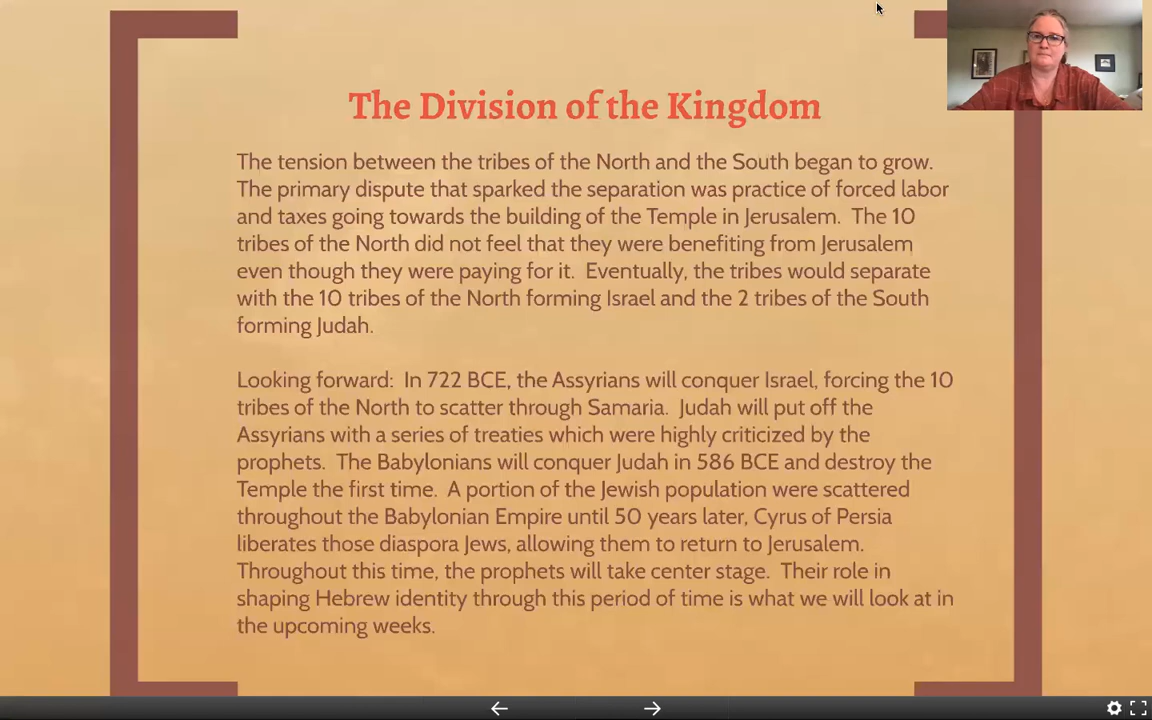 The Division of the Kingdom
The tension between the tribes of the North and the South began to grow.
The primary dispute that sparked the separation was practice of forced labor
and taxes going towards the building of the Temple in Jerusalem.  The 10
tribes of the North did not feel that they were benefiting from Jerusalem
even though they were paying for it.  Eventually, the tribes would separate
with the 10 tribes of the North forming Israel and the 2 tribes of the South
forming Judah.
Looking forward:  In 722 BCE, the Assyrians will conquer Israel, forcing the 10
tribes of the North to scatter through Samaria.  Judah will put off the
Assyrians with a series of treaties which were highly criticized by the
prophets.  The Babylonians will conquer Judah in 586 BCE and destroy the
Temple the first time.  A portion of the Jewish population were scattered
throughout the Babylonian Empire until 50 years later, Cyrus of Persia
liberates those diaspora Jews, allowing them to return to Jerusalem.
Throughout this time, the prophets will take center stage.  Their role in
shaping Hebrew identity through this period of time is what we will look at in
the upcoming weeks.